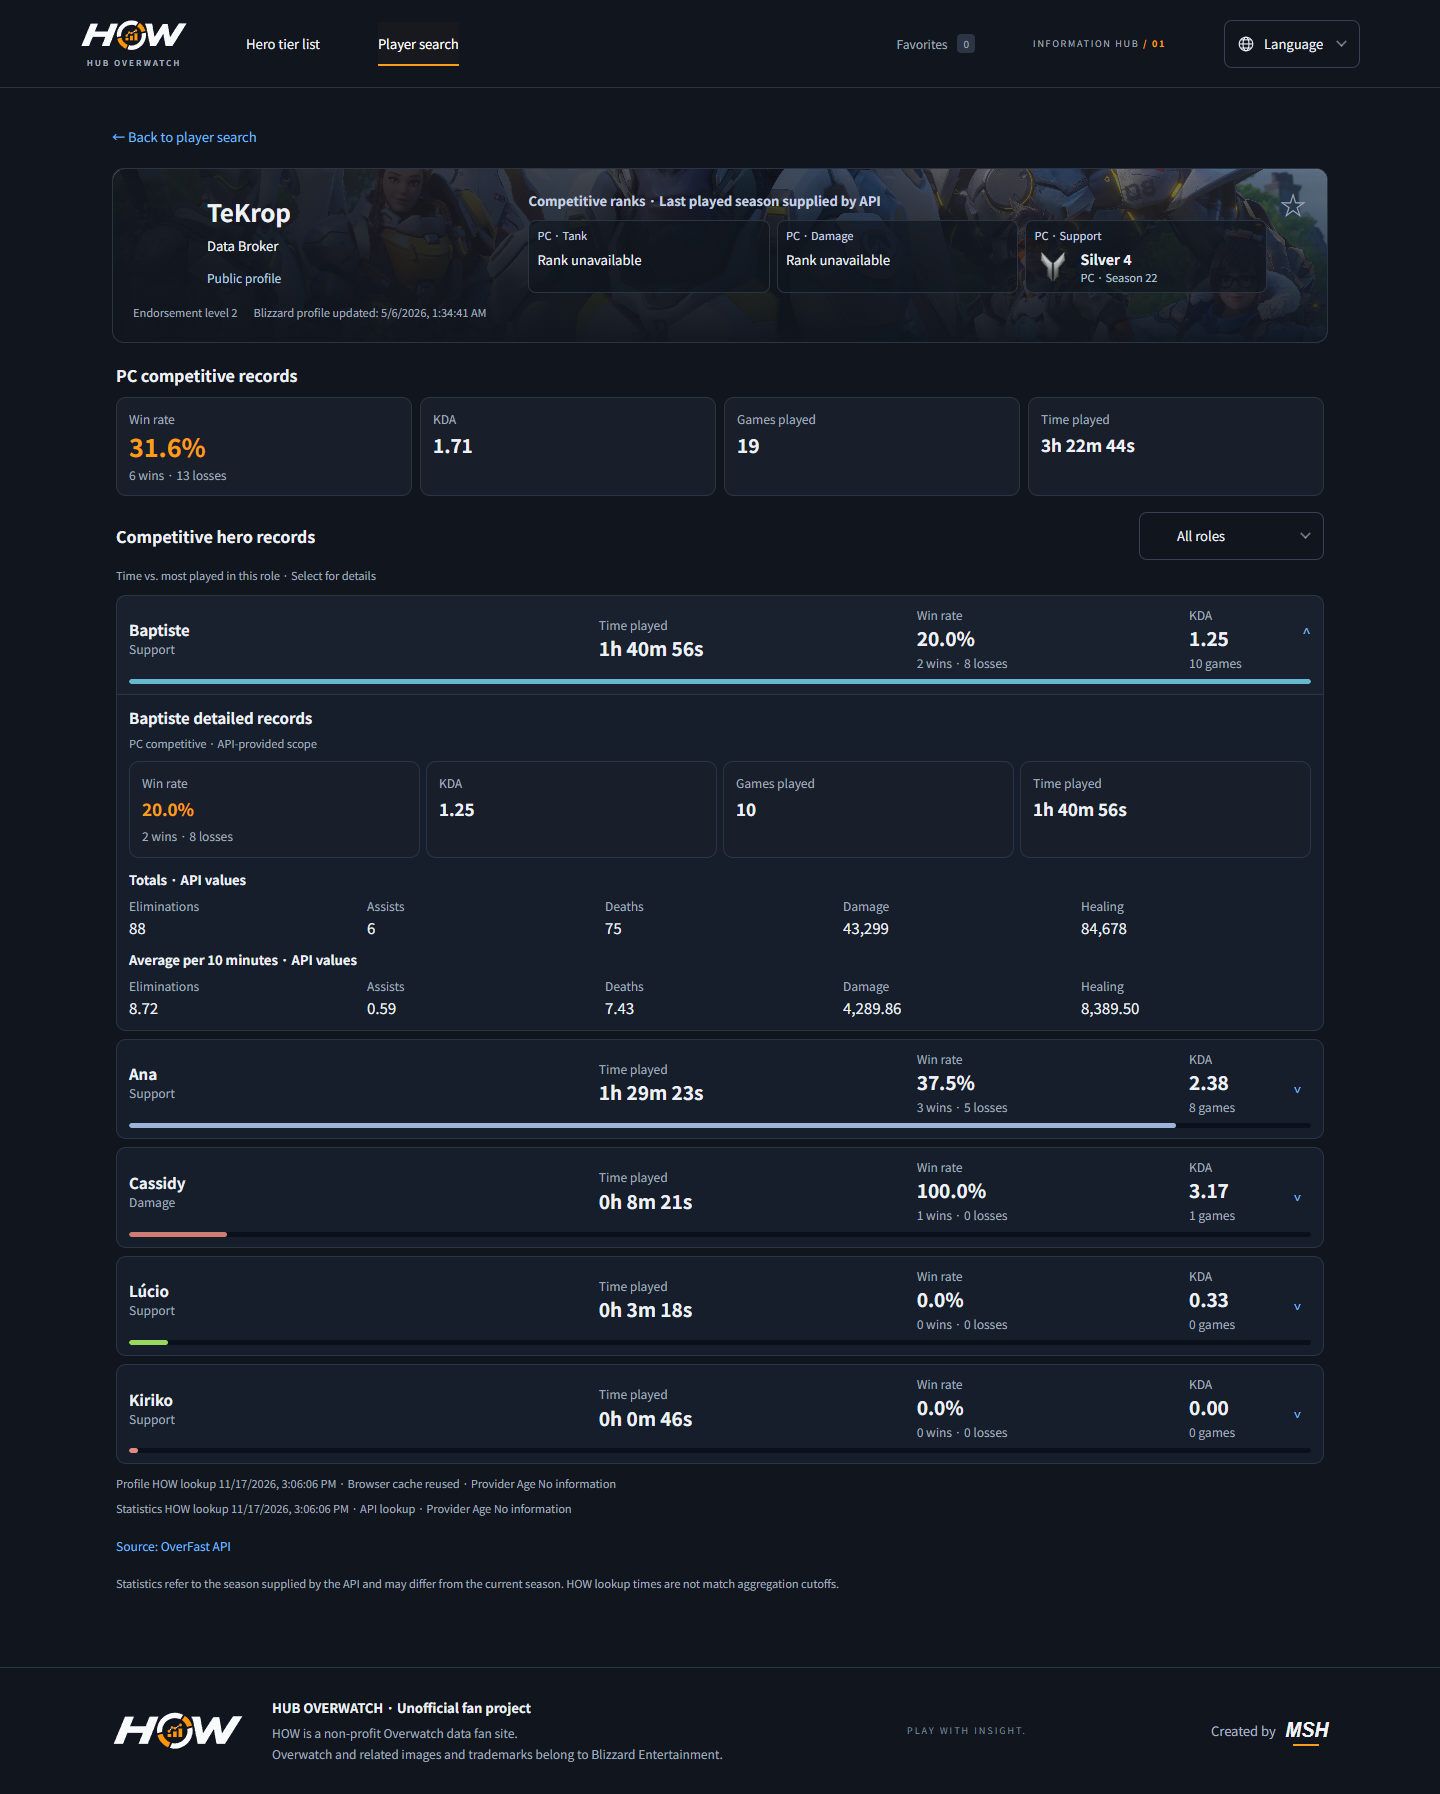 HOW
HUB OVERWATCH
Hero tier list
Player search
Favorites 0
INFORMATION HUB / 01
Language
← Back to player search
TeKrop
Data Broker
Public profile
Endorsement level 2 Blizzard profile updated: 5/6/2026, 1:34:41 AM
Competitive ranks · Last played season supplied by API
PC · Tank
Rank unavailable
PC · Damage
Rank unavailable
PC · Support
Silver 4
PC · Season 22
PC competitive records
Win rate
31.6%
6 wins · 13 losses
KDA
1.71
Games played
19
Time played
3h 22m 44s
Competitive hero records
All roles
Time vs. most played in this role · Select for details
Baptiste
Support
Time played
1h 40m 56s
Win rate
20.0%
2 wins · 8 losses
KDA
1.25
10 games
Baptiste detailed records
PC competitive · API-provided scope
Win rate
20.0%
2 wins · 8 losses
KDA
1.25
Games played
10
Time played
1h 40m 56s
Totals · API values
Eliminations Assists Deaths Damage Healing
88 6 75 43,299 84,678
Average per 10 minutes · API values
Eliminations Assists Deaths Damage Healing
8.72 0.59 7.43 4,289.86 8,389.50
Ana
Support
Time played
1h 29m 23s
Win rate
37.5%
3 wins · 5 losses
KDA
2.38
8 games
Cassidy
Damage
Time played
0h 8m 21s
Win rate
100.0%
1 wins · 0 losses
KDA
3.17
1 games
Lúcio
Support
Time played
0h 3m 18s
Win rate
0.0%
0 wins · 0 losses
KDA
0.33
0 games
Kiriko
Support
Time played
0h 0m 46s
Win rate
0.0%
0 wins · 0 losses
KDA
0.00
0 games
Profile HOW lookup 11/17/2026, 3:06:06 PM · Browser cache reused · Provider Age No information
Statistics HOW lookup 11/17/2026, 3:06:06 PM · API lookup · Provider Age No information
Source: OverFast API
Statistics refer to the season supplied by the API and may differ from the current season. HOW lookup times are not match aggregation cutoffs.
HOW
HUB OVERWATCH · Unofficial fan project
HOW is a non-profit Overwatch data fan site.
Overwatch and related images and trademarks belong to Blizzard Entertainment.
PLAY WITH INSIGHT.
Created by MSH